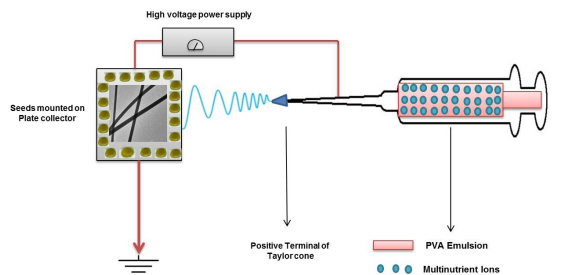 High voltage power supply
Seeds mounted on
Plate collector
Positive Terminal of
Taylor cone
PVA Emulsion
Multinutrient Ions